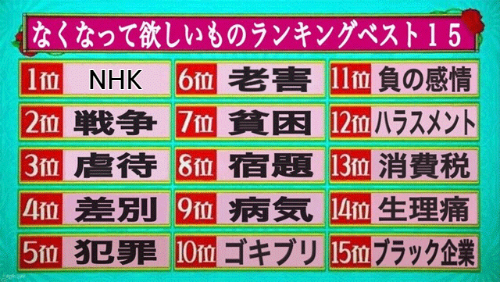 なくなって欲しいものランキングベスト15
1位 NHK
2位 戦争
3位 虐待
4位 差別
5位 犯罪
6位 老害
7位 貧困
8位 宿題
9位 病気
10位 ゴキブリ
11位 負の感情
12位 ハラスメント
13位 消費税
14位 生理痛
15位 ブラック企業